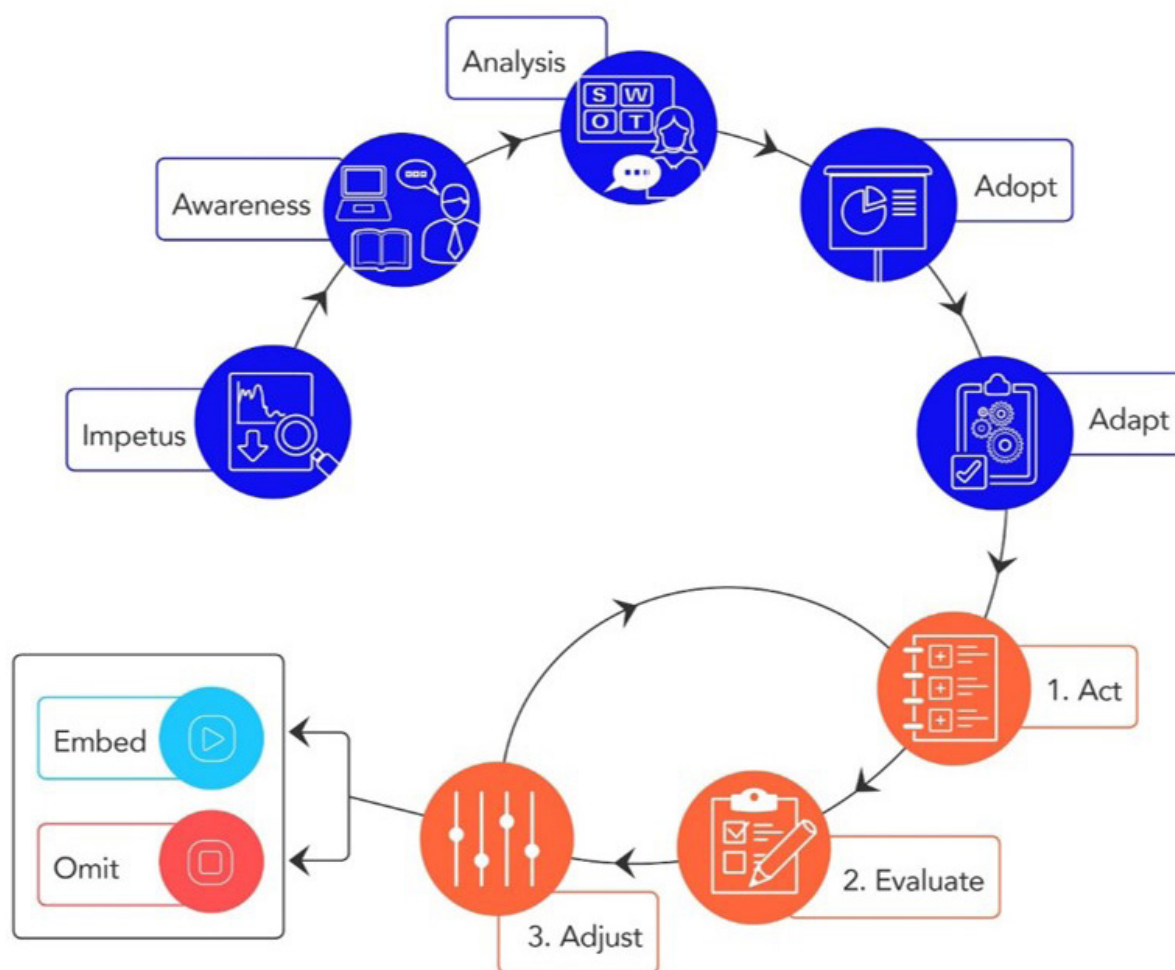 Analysis
S W
O T
Awareness
Adopt
Impetus
Adapt
1. Act
2. Evaluate
3. Adjust
Embed
Omit